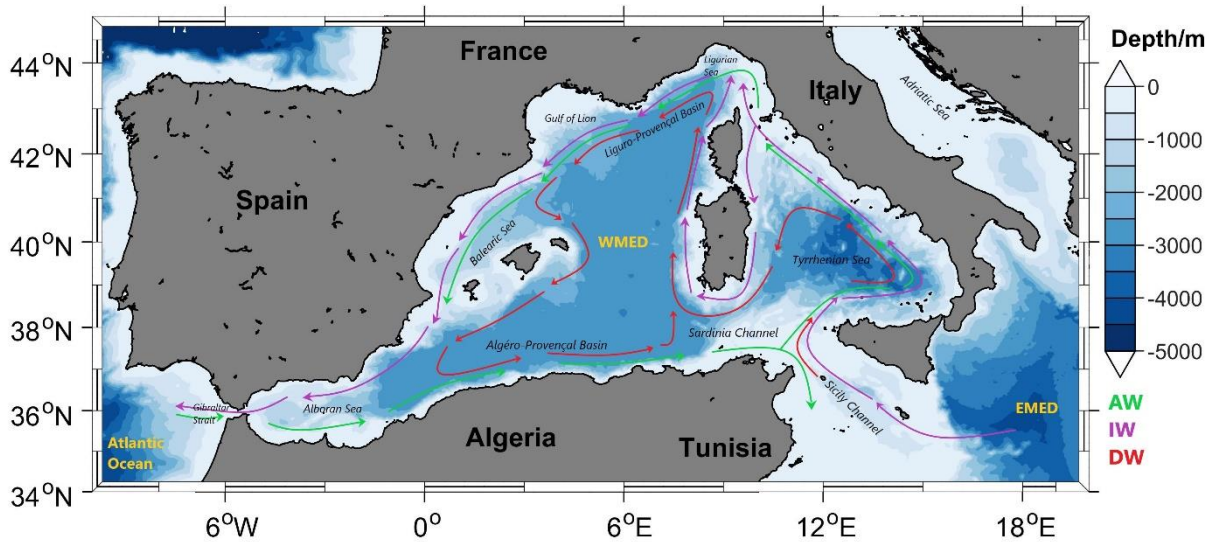 44°N
42°N
40°N
38°N
36°N
34°N
6°W
0°
6°E
12°E
18°E
France
Spain
Italy
Algeria
Tunisia
Ligurian
Sea
Adriatic Sea
Gulf of Lion
Liguro-Provençal Basin
Balearic Sea
WMED
Tyrrhenian Sea
Sardinia Channel
Algéro-Provençal Basin
Sicily Channel
Alboran Sea
Gibraltar
Strait
Atlantic
Ocean
EMED
Depth/m
0
-1000
-2000
-3000
-4000
-5000
AW
IW
DW